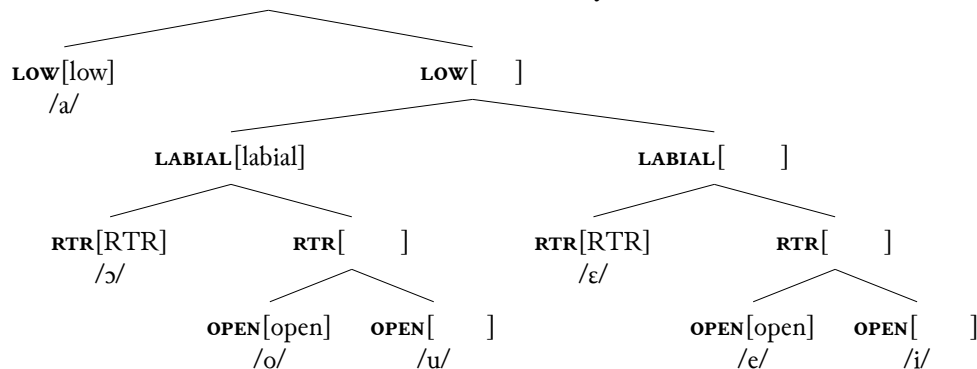 LOW[low] LOW[ ]
/a/
LABIAL[labial] LABIAL[ ]
RTR[RTR] RTR[ ] RTR[RTR] RTR[ ]
/ɔ/ /ɛ/
OPEN[open] OPEN[ ] OPEN[open] OPEN[ ]
/o/ /u/ /e/ /i/